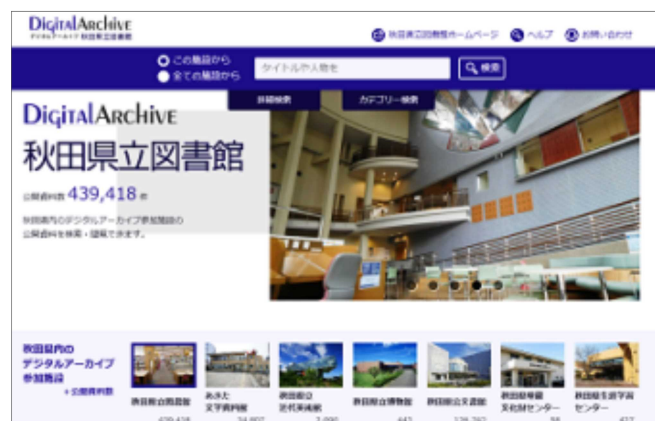 DigitalArchive
デジタルアーカイブ 秋田県立図書館
秋田県立図書館ホームページ ヘルプ お問い合わせ
この施設から
全ての施設から
タイトルや人物を
検索
詳細検索 カテゴリー検索
DigitalArchive
秋田県立図書館
公開資料数 439,418 件
秋田県内のデジタルアーカイブ参加施設の
公開資料を検索・閲覧できます。
秋田県内の
デジタルアーカイブ
参加施設
+公開資料数
秋田県立図書館
あきた
文学資料館
秋田県立
近代美術館
秋田県立博物館
秋田県公文書館
秋田県埋蔵
文化財センター
秋田県生涯学習
センター
439,418